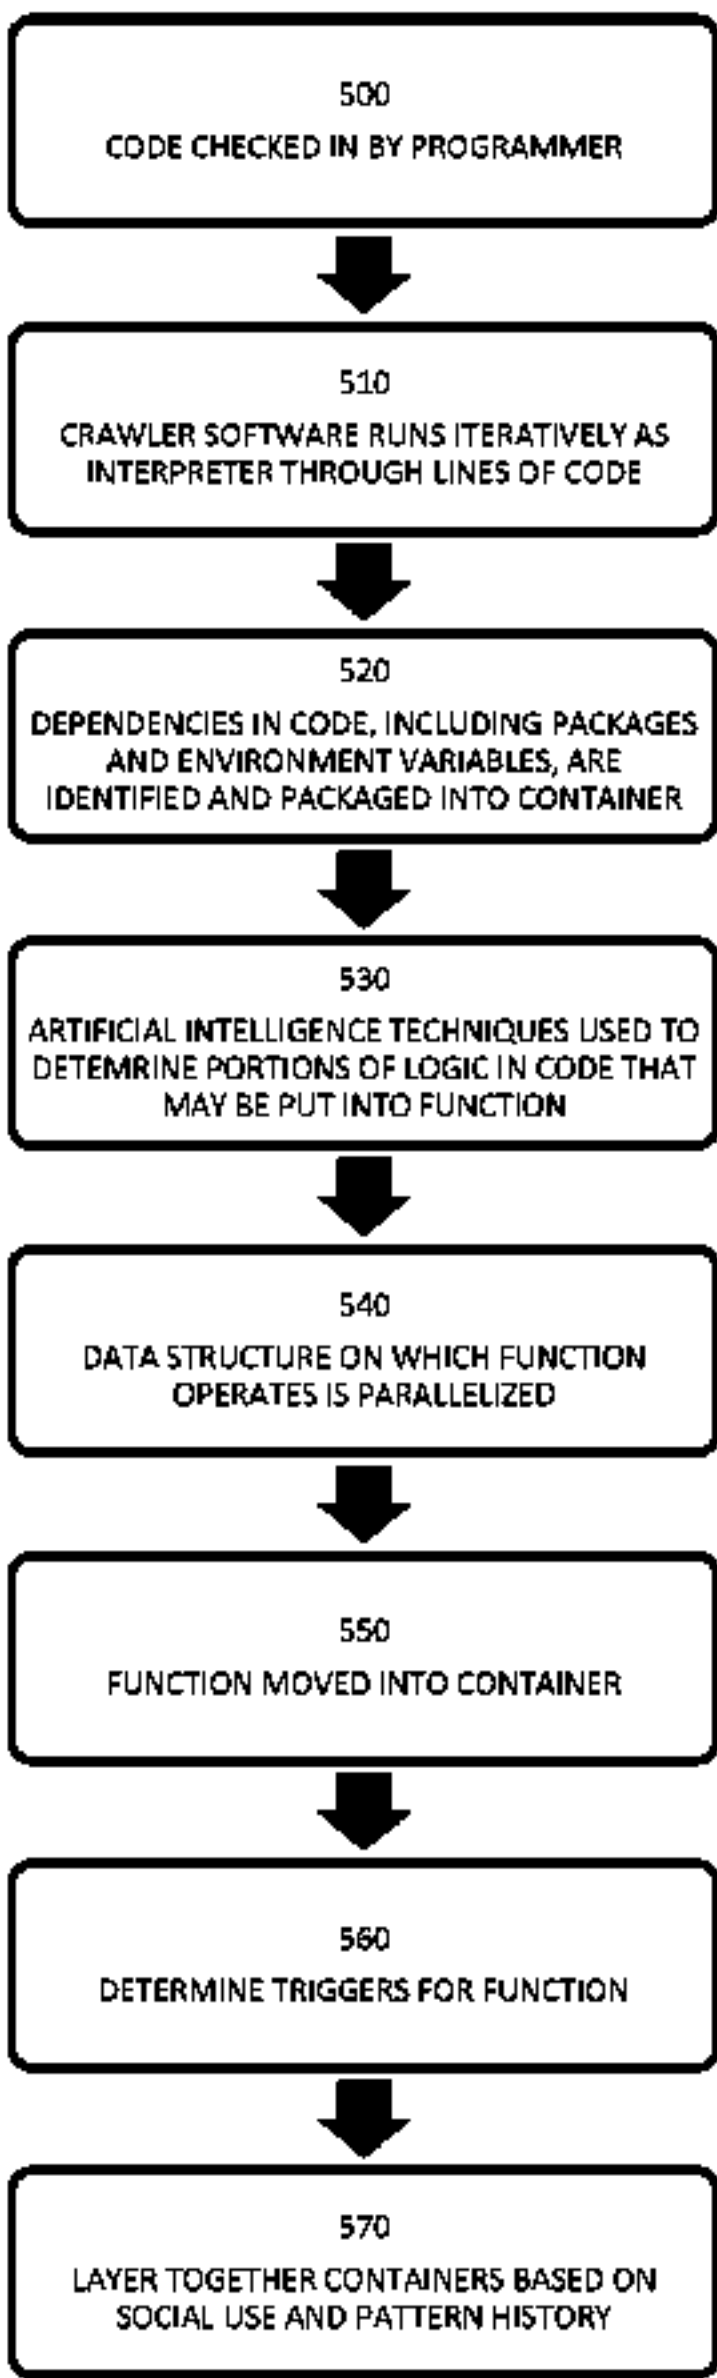 500
CODE CHECKED IN BY PROGRAMMER
510
CRAWLER SOFTWARE RUNS ITERATIVELY AS
INTERPRETER THROUGH LINES OF CODE
520
DEPENDENCIES IN CODE, INCLUDING PACKAGES
AND ENVIRONMENT VARIABLES, ARE
IDENTIFIED AND PACKAGED INTO CONTAINER
530
ARTIFICIAL INTELLIGENCE TECHNIQUES USED TO
DETEMRINE PORTIONS OF LOGIC IN CODE THAT
MAY BE PUT INTO FUNCTION
540
DATA STRUCTURE ON WHICH FUNCTION
OPERATES IS PARALLELIZED
550
FUNCTION MOVED INTO CONTAINER
560
DETERMINE TRIGGERS FOR FUNCTION
570
LAYER TOGETHER CONTAINERS BASED ON
SOCIAL USE AND PATTERN HISTORY